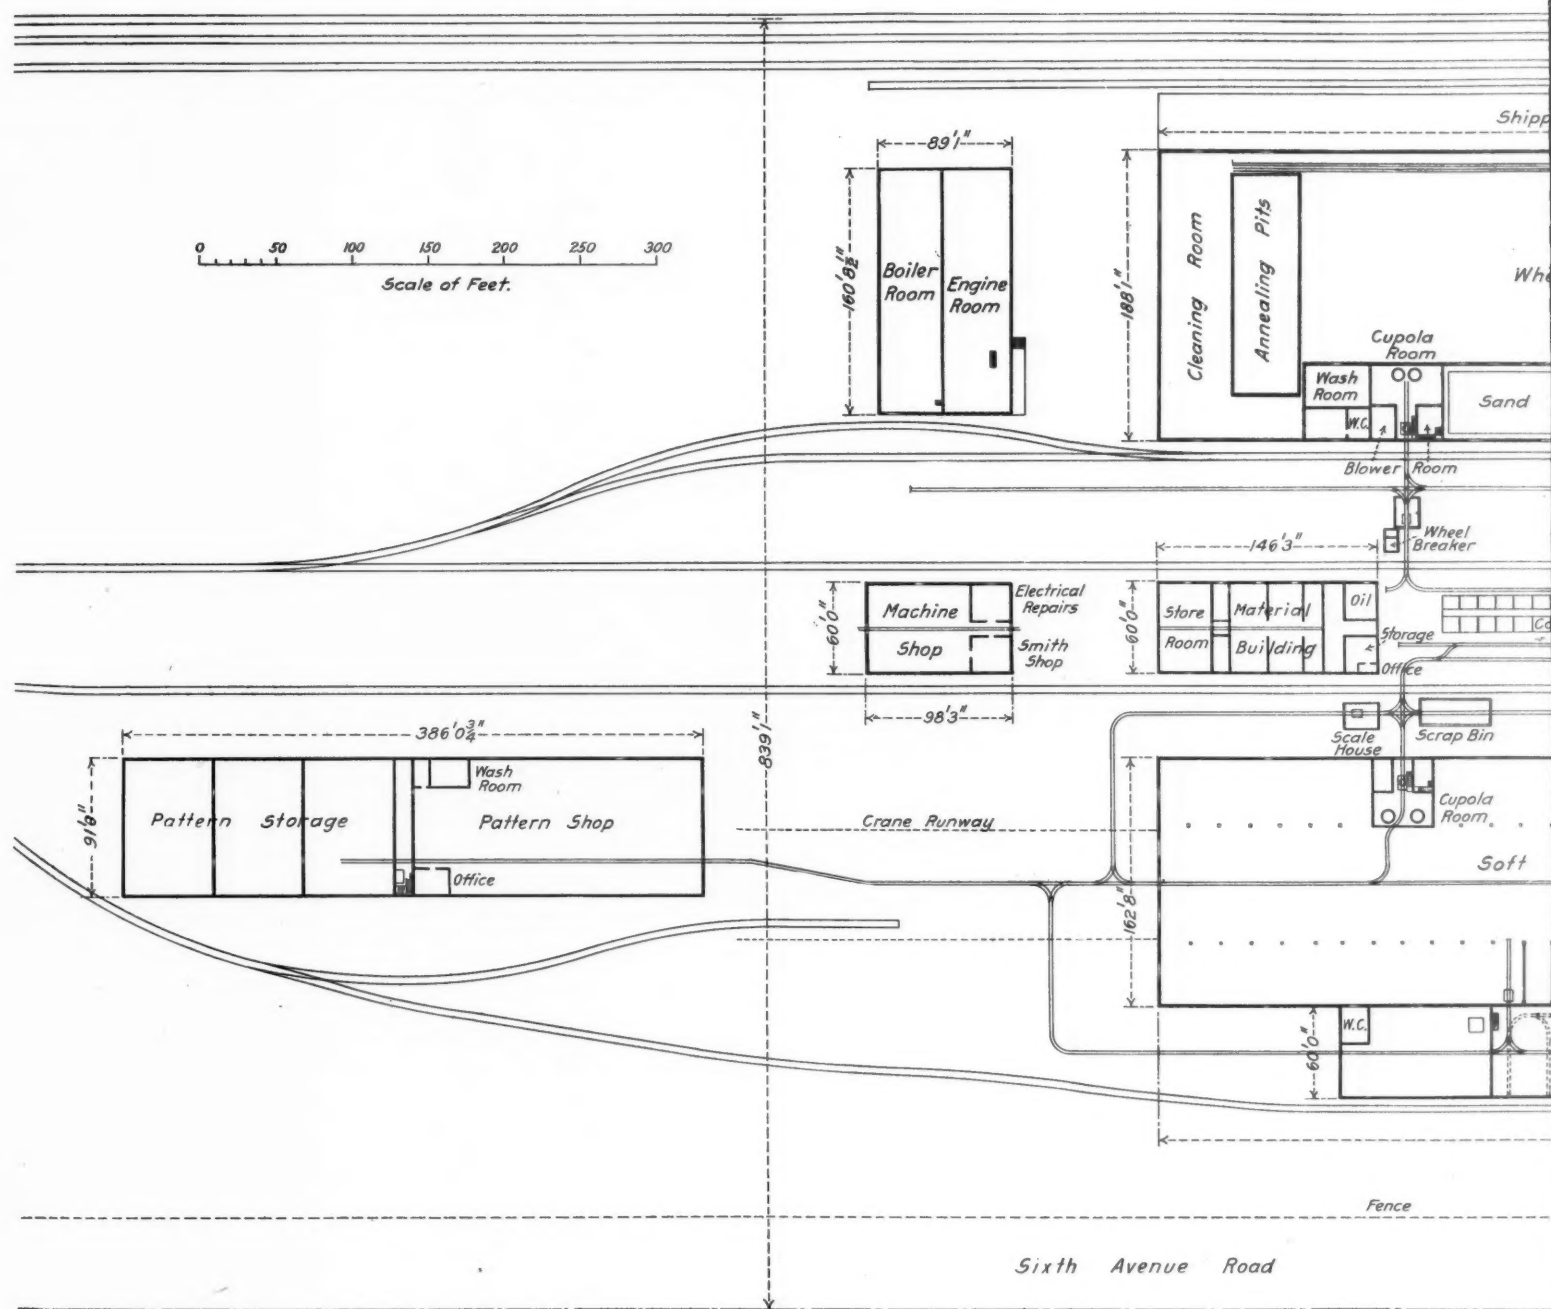 Shipp
89'1"
188'1"
160'8½"
Boiler
Room
Engine
Room
Cleaning Room
Annealing Pits
Whe
0 50 100 150 200 250 300
Scale of Feet.
Cupola
Room
Wash
Room
W.C.
Sand
Blower Room
Wheel
Breaker
146'3"
60'0"
Machine
Shop
Electrical
Repairs
Smith
Shop
98'3"
60'0"
Store
Room
Material
Building
Oil
Storage
Office
Co
Scale
House
Scrap Bin
386'0¾"
Wash
Room
Pattern Storage
Pattern Shop
Office
839'1"
Crane Runway
Cupola
Room
Soft
162'8"
W.C.
60'0"
Fence
Sixth Avenue Road